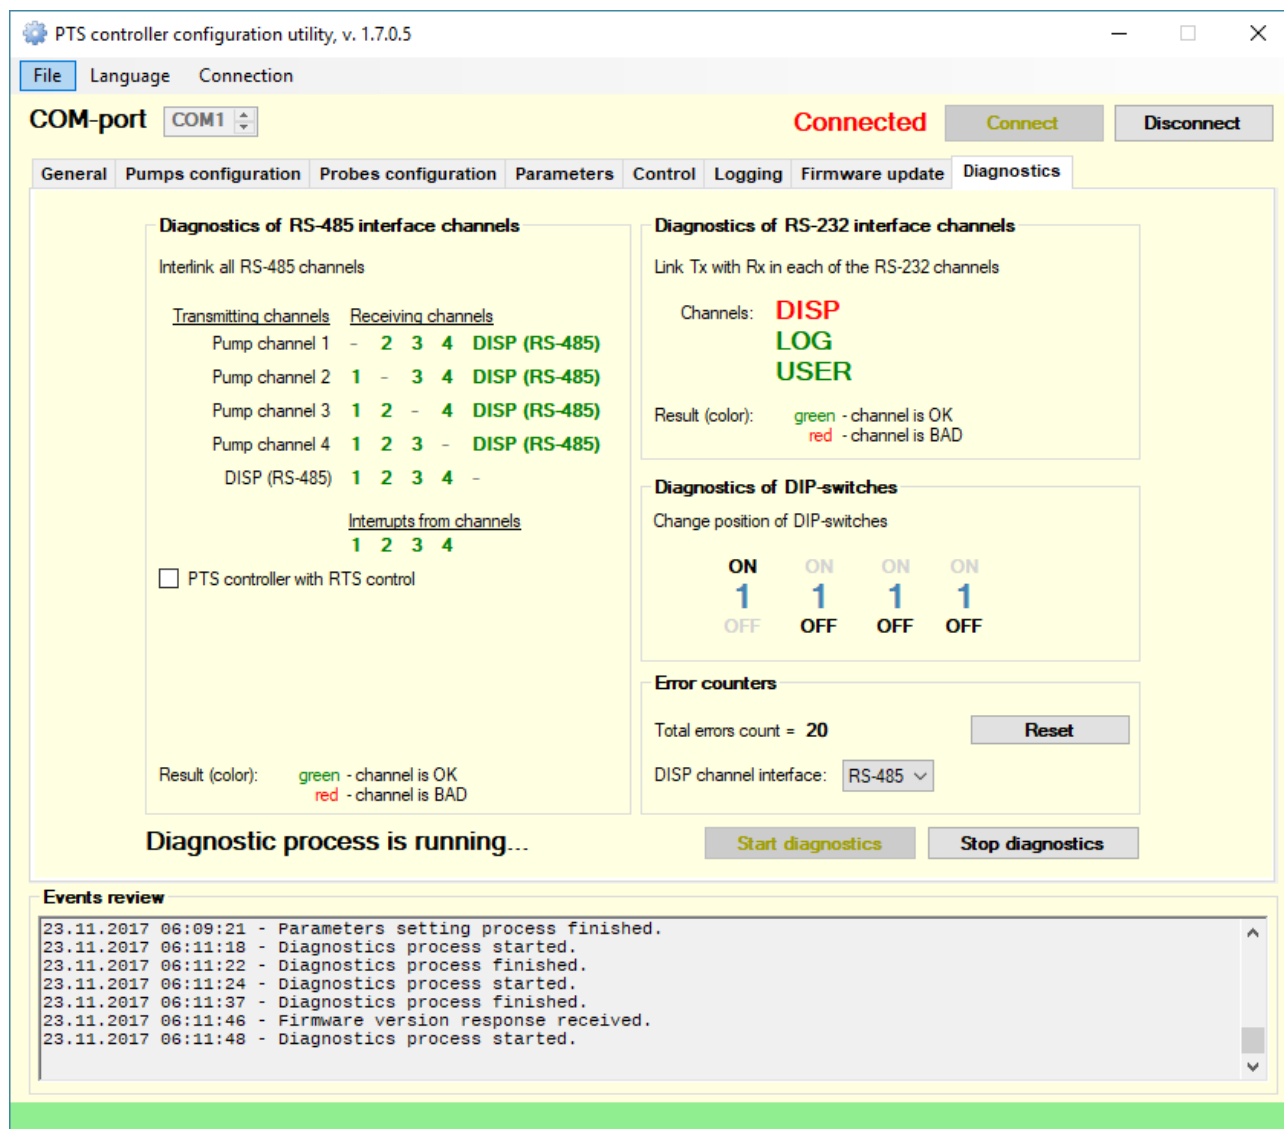 PTS controller configuration utility, v. 1.7.0.5
File Language Connection
COM-port COM1 Connected Connect Disconnect
General Pumps configuration Probes configuration Parameters Control Logging Firmware update Diagnostics
Diagnostics of RS-485 interface channels
Interlink all RS-485 channels
Transmitting channels Receiving channels
Pump channel 1 - 2 3 4 DISP (RS-485)
Pump channel 2 1 - 3 4 DISP (RS-485)
Pump channel 3 1 2 - 4 DISP (RS-485)
Pump channel 4 1 2 3 - DISP (RS-485)
DISP (RS-485) 1 2 3 4 -
Interrupts from channels
1 2 3 4
PTS controller with RTS control
Result (color): green - channel is OK
red - channel is BAD
Diagnostics of RS-232 interface channels
Link Tx with Rx in each of the RS-232 channels
Channels: DISP
LOG
USER
Result (color): green - channel is OK
red - channel is BAD
Diagnostics of DIP-switches
Change position of DIP-switches
ON ON ON ON
1 1 1 1
OFF OFF OFF OFF
Error counters
Total errors count = 20 Reset
DISP channel interface: RS-485
Diagnostic process is running... Start diagnostics Stop diagnostics
Events review
23.11.2017 06:09:21 - Parameters setting process finished.
23.11.2017 06:11:18 - Diagnostics process started.
23.11.2017 06:11:22 - Diagnostics process finished.
23.11.2017 06:11:24 - Diagnostics process started.
23.11.2017 06:11:37 - Diagnostics process finished.
23.11.2017 06:11:46 - Firmware version response received.
23.11.2017 06:11:48 - Diagnostics process started.